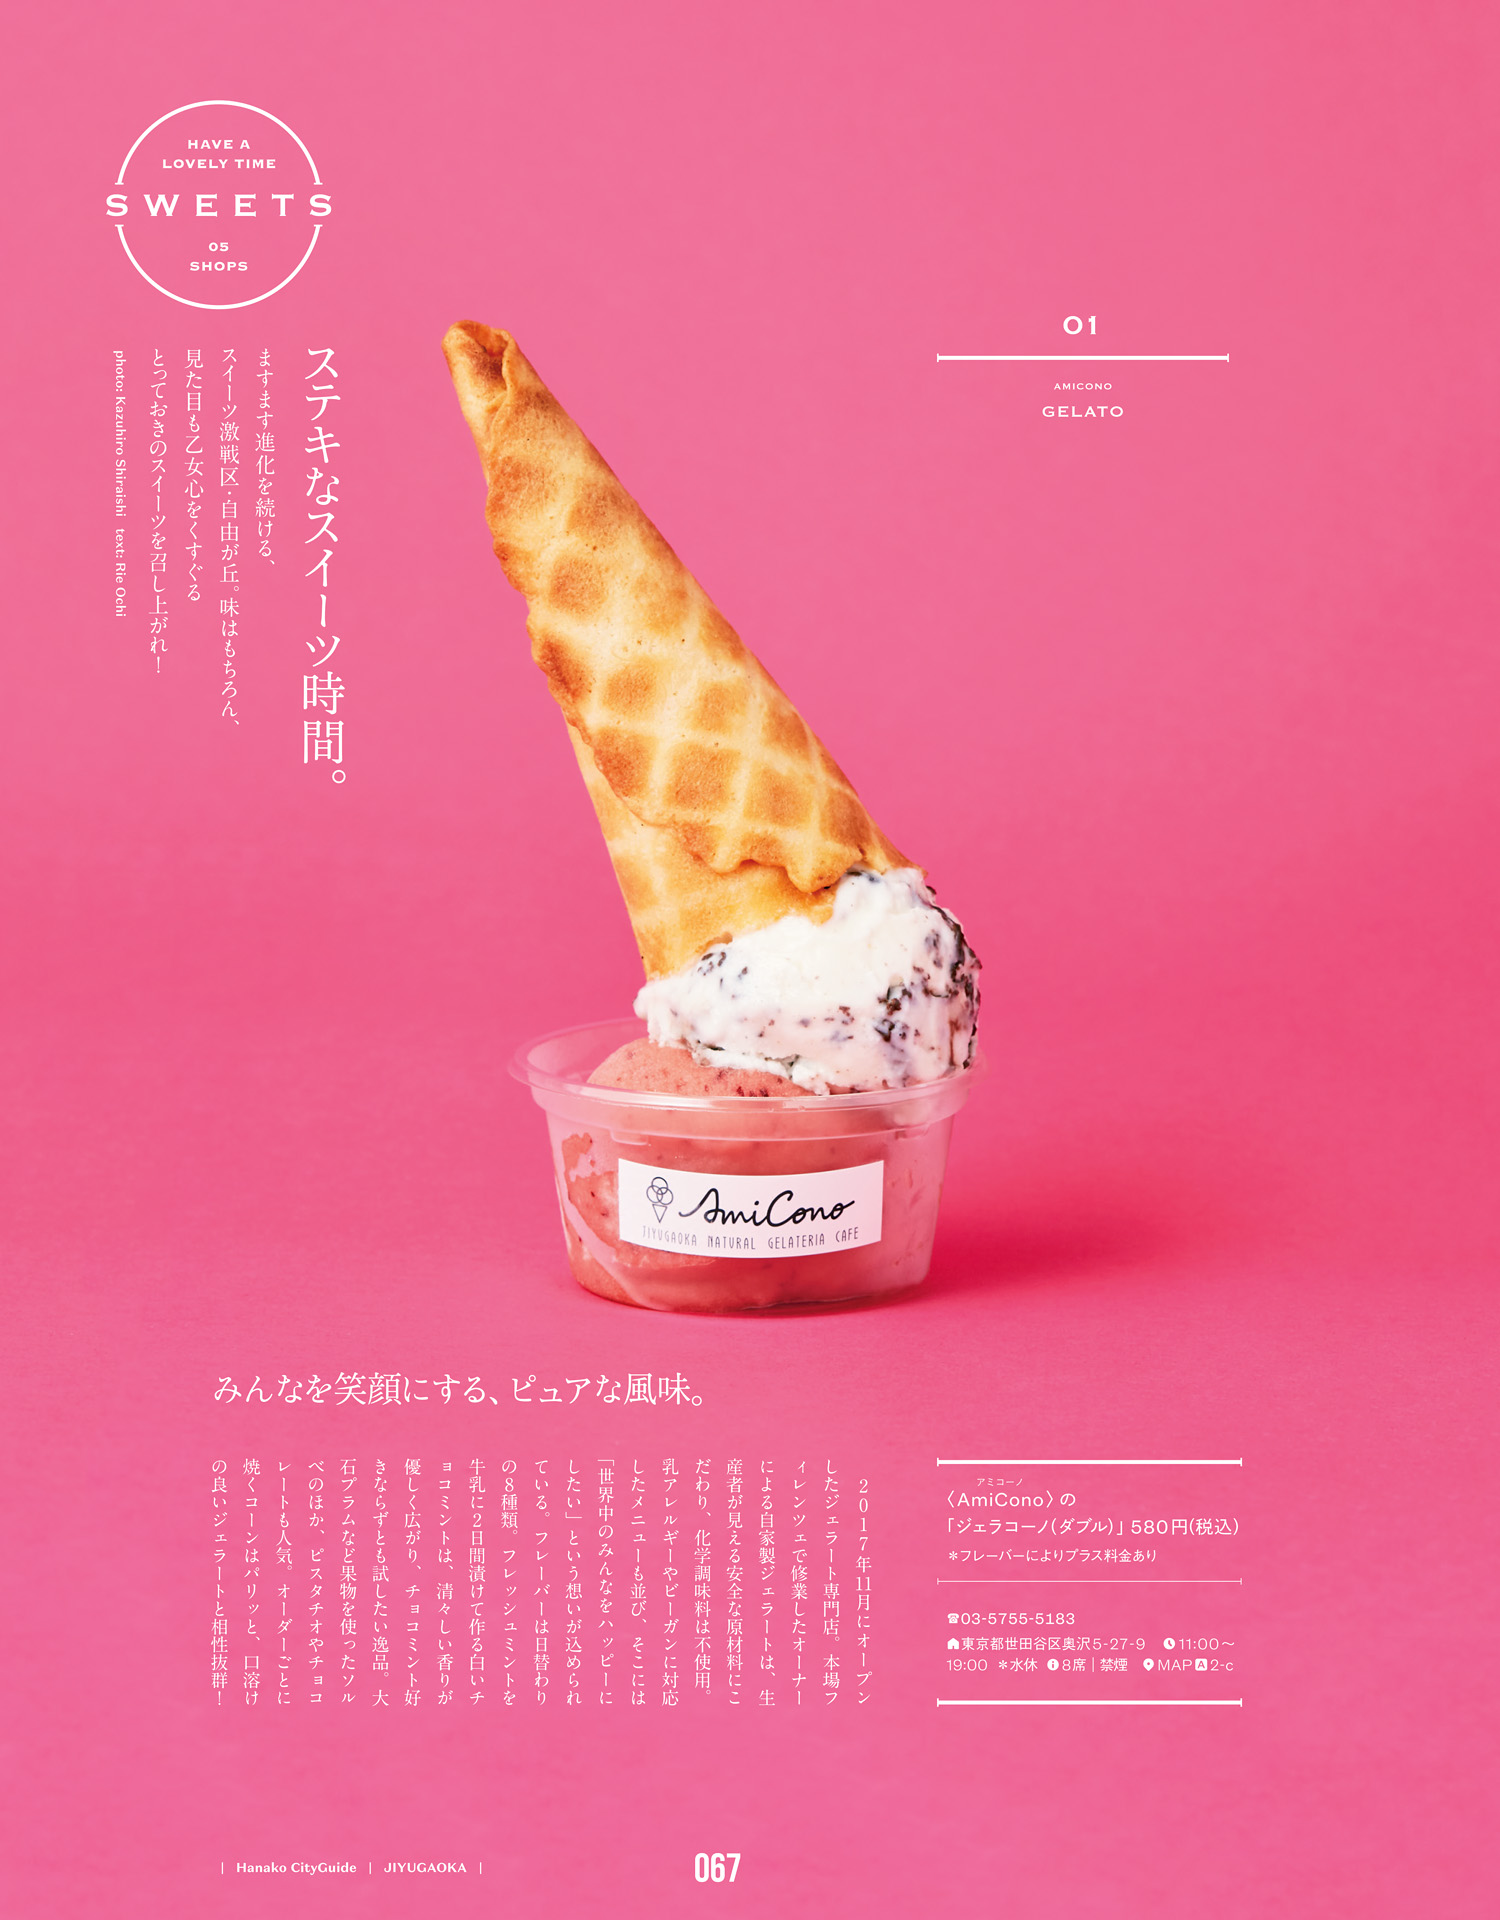 HAVE A
LOVELY TIME
SWEETS
05
SHOPS
ステキなスイーツ時間。
ますます進化を続ける、
スイーツ激戦区・自由が丘。味はもちろん、
見た目も乙女心をくすぐる
とっておきのスイーツを召し上がれ！
photo: Kazuhiro Shiraishi text: Rie Ochi
01
AMICONO
GELATO
AmiCono
JIYUGAOKA NATURAL GELATERIA CAFE
みんなを笑顔にする、ピュアな風味。
2017年11月にオープン
したジェラート専門店。本場フ
ィレンツェで修業したオーナー
による自家製ジェラートは、生
産者が見える安全な原材料にこ
だわり、化学調味料は不使用。
乳アレルギーやビーガンに対応
したメニューも並び、そこには
「世界中のみんなをハッピーに
したい」という想いが込められ
ている。フレーバーは日替わり
の8種類。フレッシュミントを
牛乳に2日間漬けて作る白いチ
ョコミントは、清々しい香りが
優しく広がり、チョコミント好
きならずとも試したい逸品。大
石プラムなど果物を使ったソル
ベのほか、ピスタチオやチョコ
レートも人気。オーダーごとに
焼くコーンはパリッと、口溶け
の良いジェラートと相性抜群！
アミコーノ
〈AmiCono〉の
「ジェラコーノ(ダブル)」580円(税込)
＊フレーバーによりプラス料金あり
☎03-5755-5183
東京都世田谷区奥沢5-27-9 11:00〜
19:00 ＊水休 8席｜禁煙 MAP A 2-c
| Hanako CityGuide | JIYUGAOKA |
067